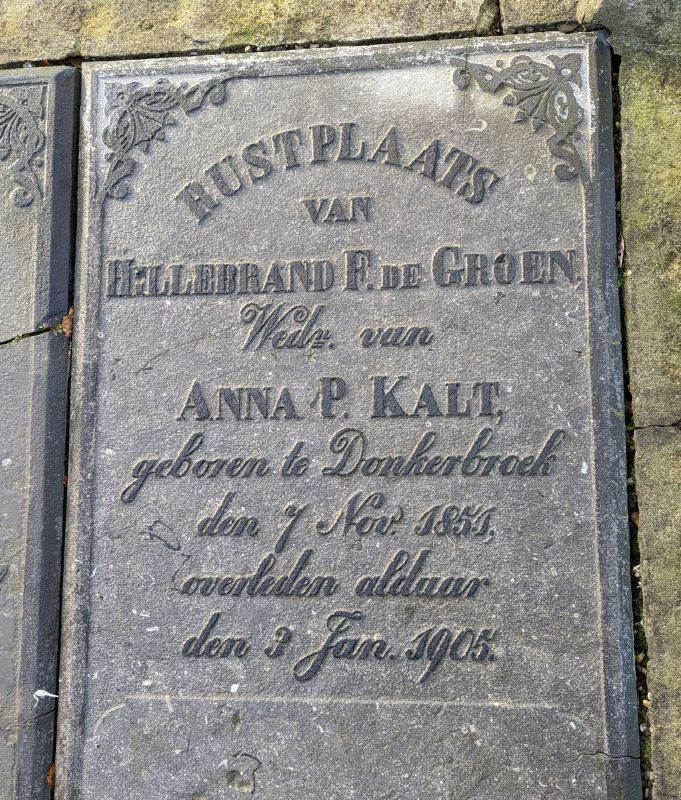 RUSTPLAATS
VAN
HILLEBRAND F. DE GROEN,
Wedr. van
ANNA P. KALT,
geboren te Donkerbroek
den 7 Nov. 1851,
overleden aldaar
den 3 Jan. 1905.